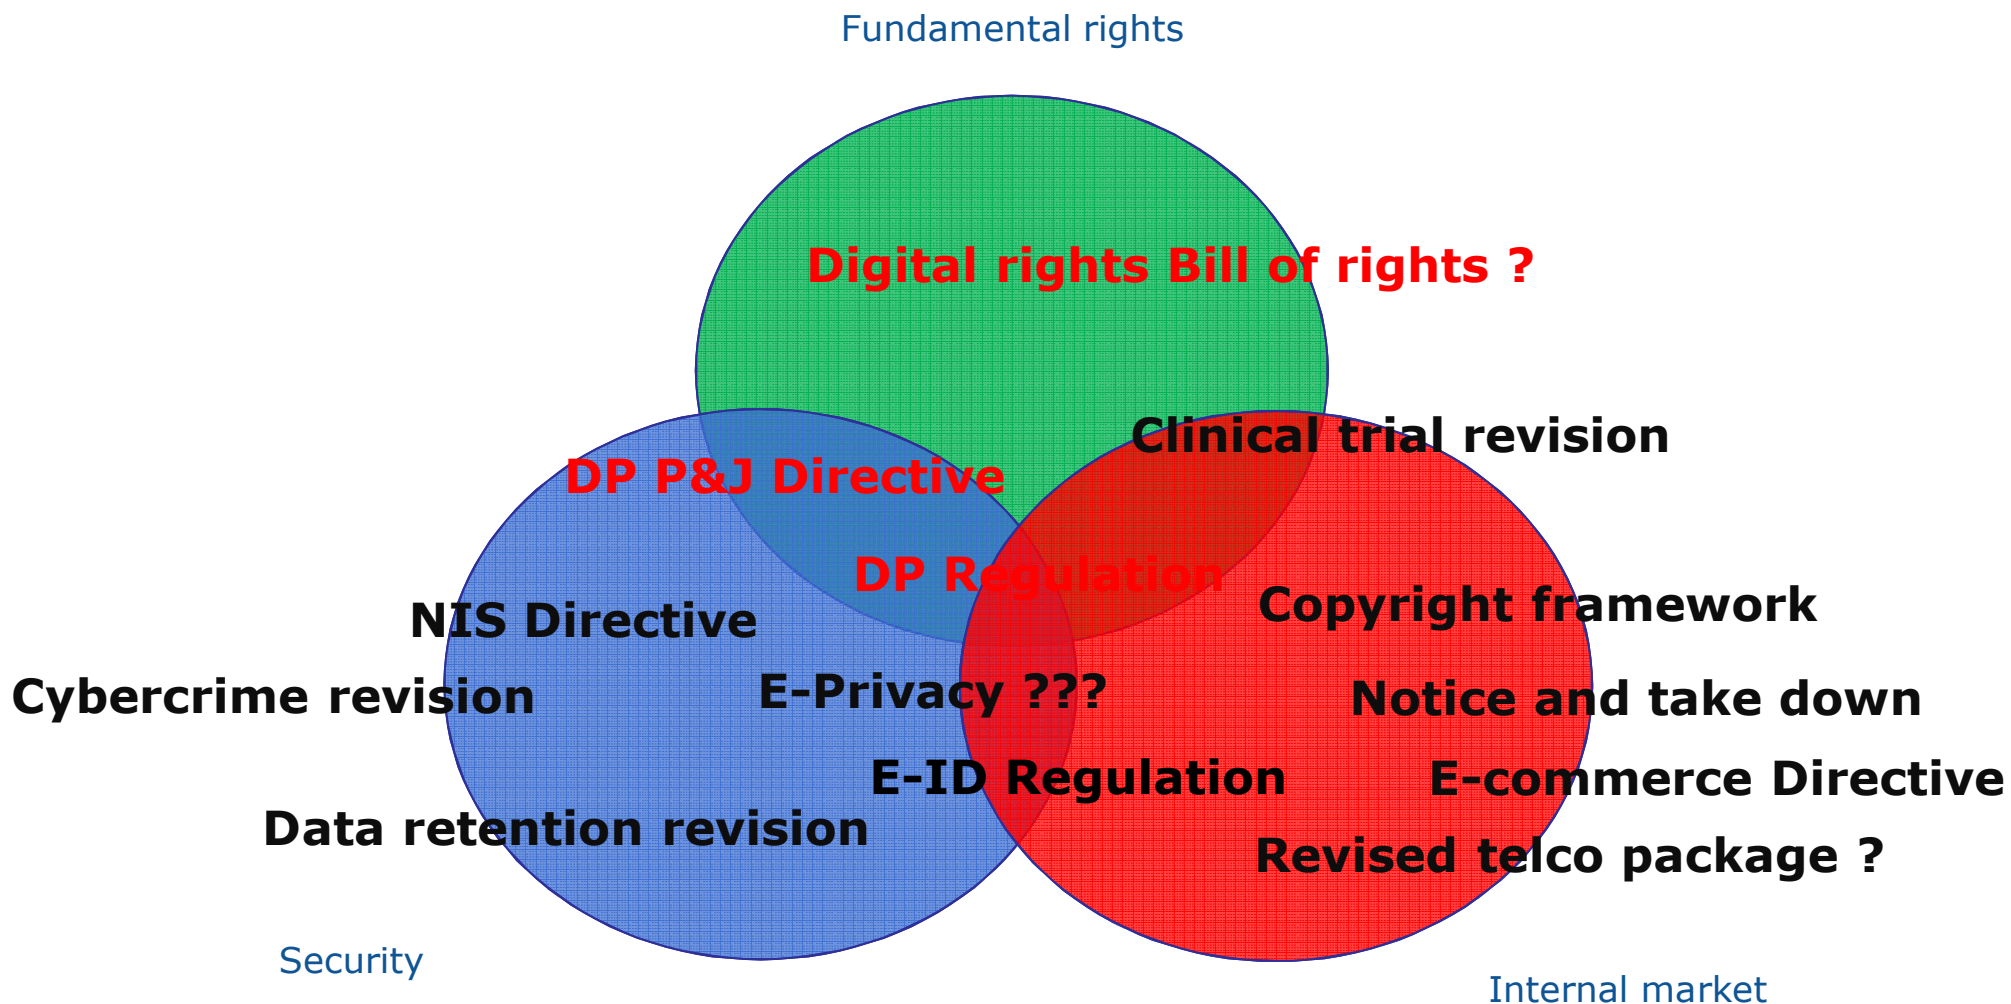 Fundamental rights
Digital rights Bill of rights ?
Clinical trial revision
DP P&J Directive
DP Regulation
Copyright framework
NIS Directive
Cybercrime revision
E-Privacy ???
Notice and take down
E-ID Regulation
E-commerce Directive
Data retention revision
Revised telco package ?
Security
Internal market